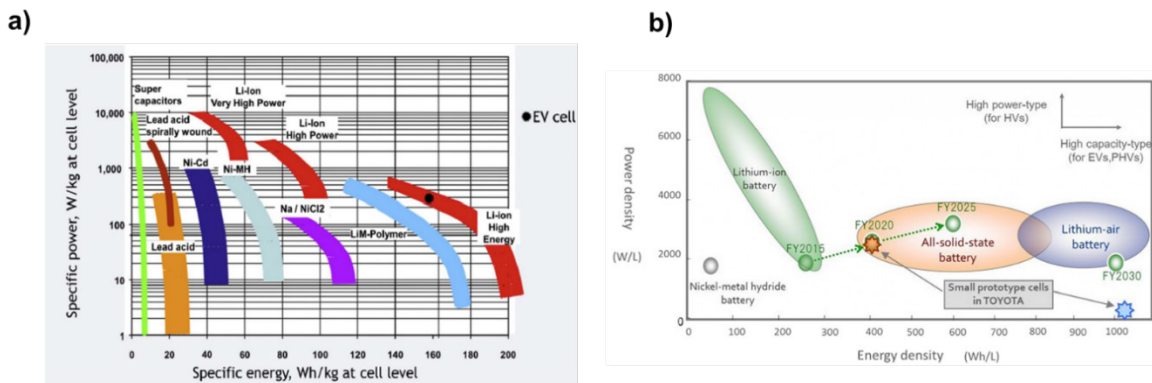 a)
100,000
10,000
1,000
100
10
1
Specific power, W/kg at cell level
0
20
40
60
80
100
120
140
160
180
200
Specific energy, Wh/kg at cell level
Super
capacitors
Lead acid
spirally wound
Li-Ion
Very High Power
Li-Ion
High Power
Ni-Cd
Ni-MH
Na / NiCl2
Lead acid
LiM-Polymer
Li-ion
High
Energy
EV cell
b)
8000
6000
4000
2000
0
Power density
(W/L)
0
100
200
300
400
500
600
700
800
900
1000
Energy density (Wh/L)
High power-type
(for HVs)
High capacity-type
(for EVs,PHVs)
Lithium-ion
battery
FY2015
FY2020
FY2025
All-solid-state
battery
Lithium-air
battery
FY2030
Nickel-metal hydride
battery
Small prototype cells
in TOYOTA